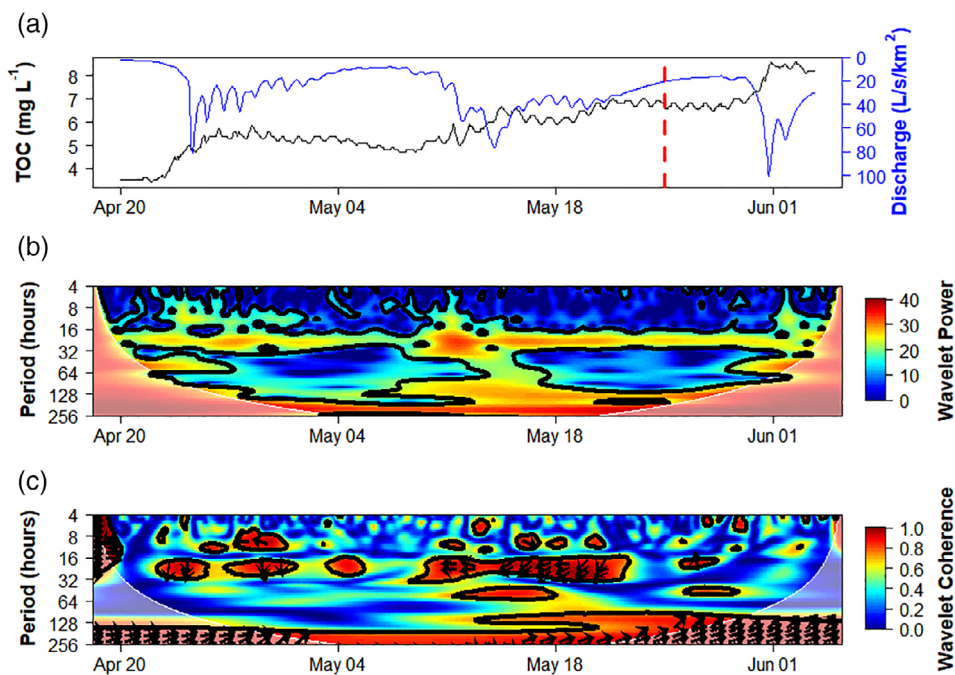 (a)
TOC (mg L⁻¹)
8
7
6
5
4
0
20
40
60
80
100
Discharge (L/s/km²)
Apr 20
May 04
May 18
Jun 01
(b)
Period (hours)
4
8
16
32
64
128
256
40
30
20
10
0
Wavelet Power
Apr 20
May 04
May 18
Jun 01
(c)
Period (hours)
4
8
16
32
64
128
256
1.0
0.8
0.6
0.4
0.2
0.0
Wavelet Coherence
Apr 20
May 04
May 18
Jun 01